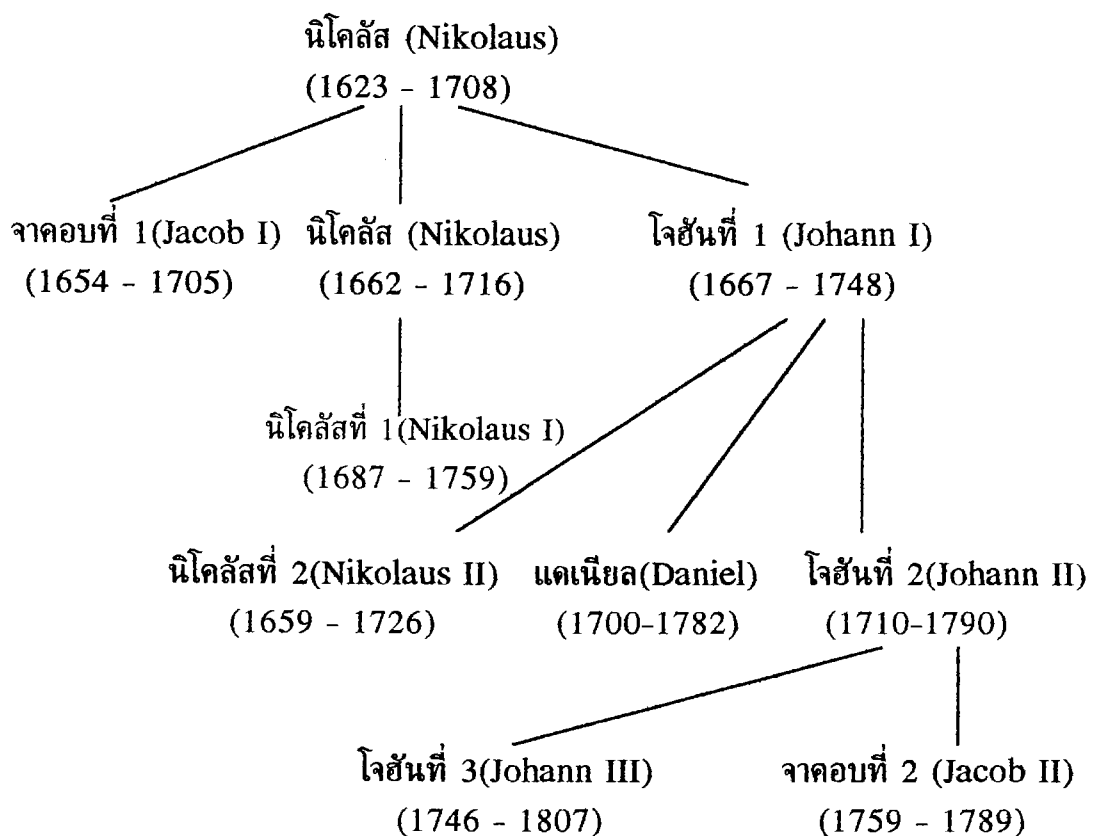 นิโคลัส (Nikolaus)
(1623 - 1708)
จาคอบที่ 1(Jacob I) นิโคลัส (Nikolaus) โจฮันที่ 1 (Johann I)
(1654 - 1705) (1662 - 1716) (1667 - 1748)
นิโคลัสที่ 1(Nikolaus I)
(1687 - 1759)
นิโคลัสที่ 2(Nikolaus II) แดเนียล(Daniel) โจฮันที่ 2(Johann II)
(1659 - 1726) (1700-1782) (1710-1790)
โจฮันที่ 3(Johann III) จาคอบที่ 2 (Jacob II)
(1746 - 1807) (1759 - 1789)